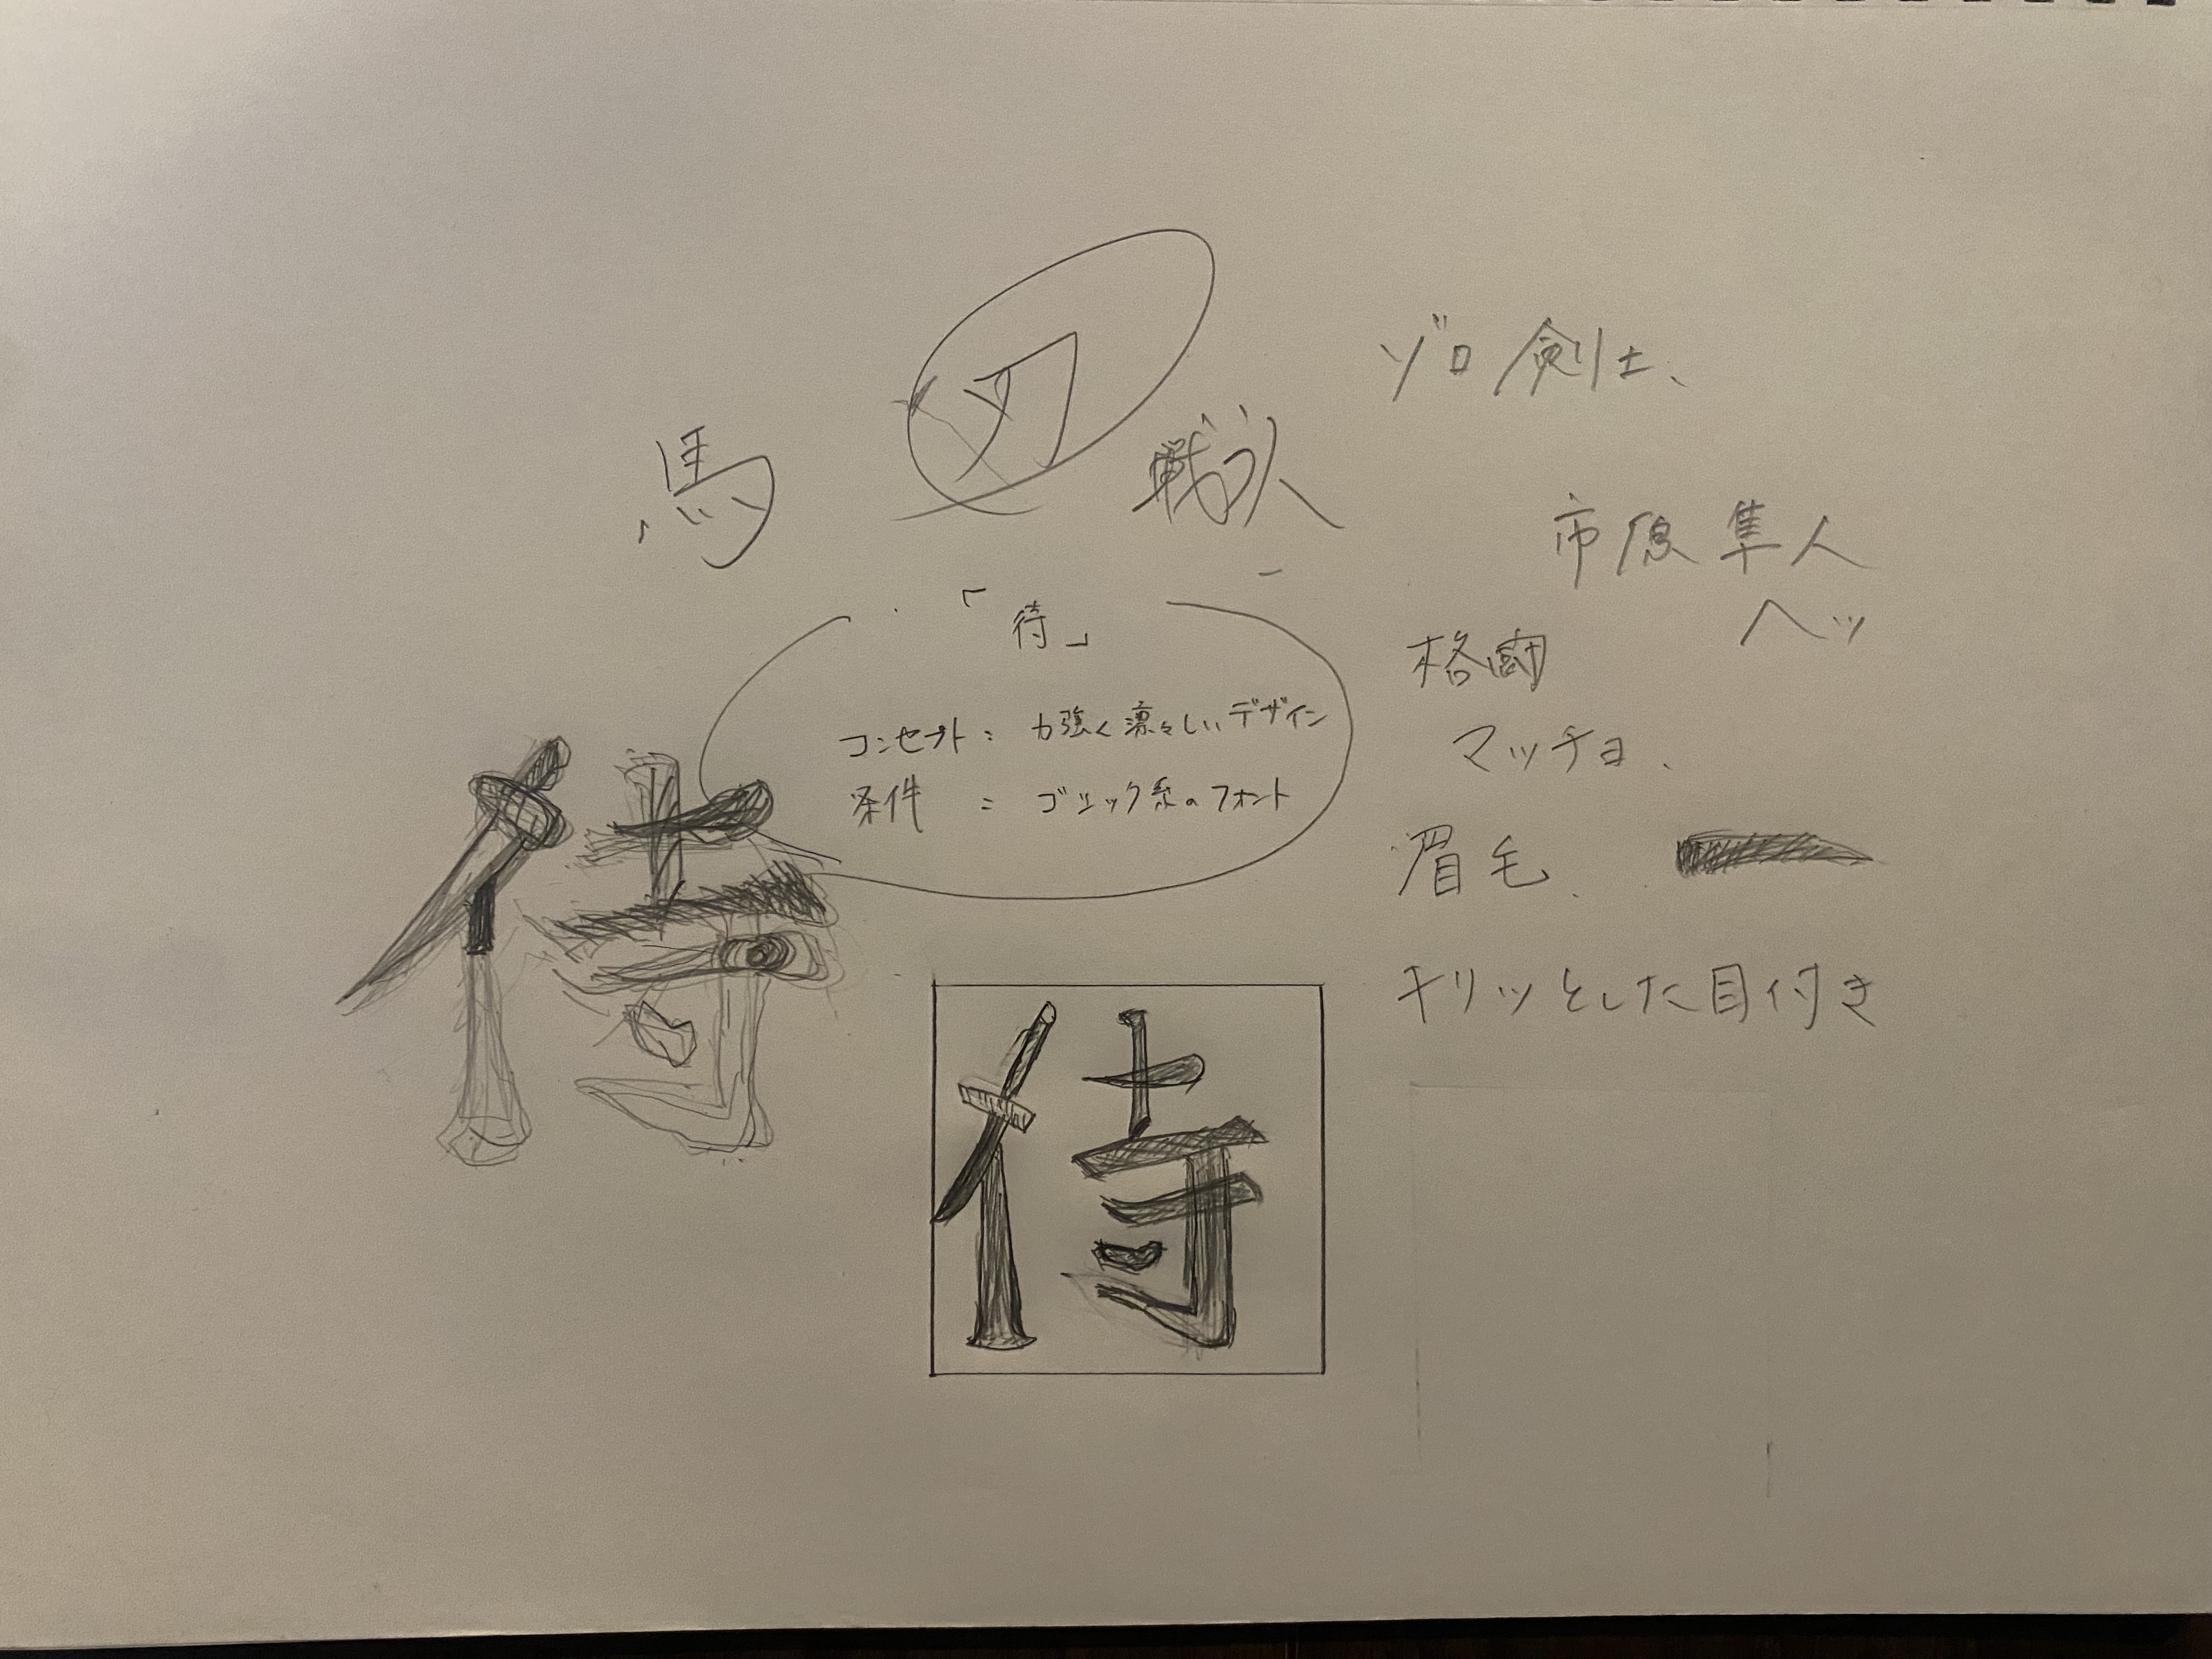 馬
刀
戦う人
ゾロ 剣士、
市原隼人
ヘッ
「侍」
格闘
コンセプト： 力強く凛々しいデザイン
マッチョ、
条件 ： ゴシック系のフォント
眉毛、
キリッとした目付き
侍
侍